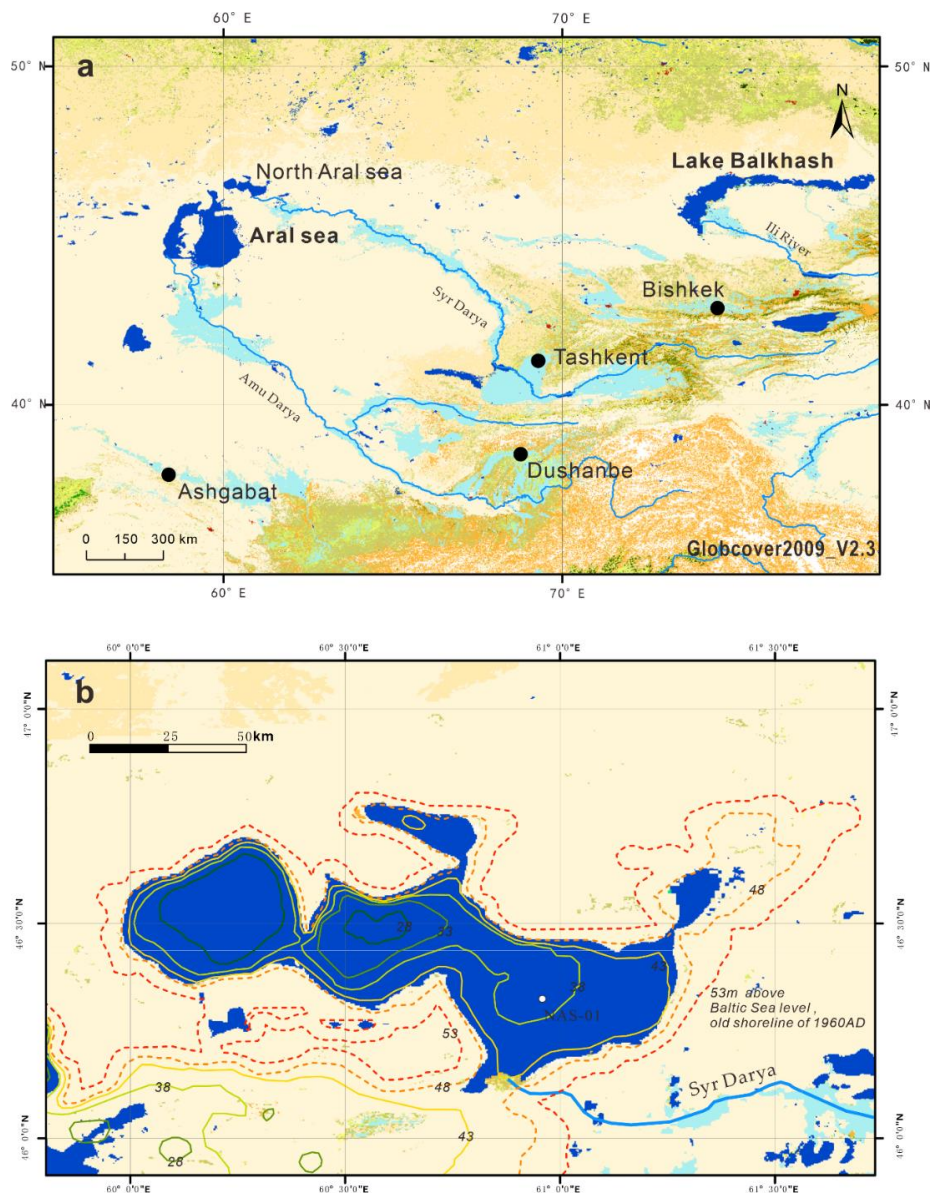 60° E
70° E
a
50° N
50° N
N
North Aral sea
Lake Balkhash
Aral sea
Ili River
Syr Darya
Bishkek
Tashkent
Amu Darya
40° N
40° N
Dushanbe
Ashgabat
0 150 300 km
Globcover2009_V2.3
60° E
70° E
60° 0'0"E
60° 30'0"E
61° 0'0"E
61° 30'0"E
b
47° 0'0"N
47° 0'0"N
0 25 50 km
48
46° 30'0"N
28
33
46° 30'0"N
43
38
NAS-01
53m above
Baltic Sea level,
old shoreline of 1960AD
53
Syr Darya
38
48
43
28
46° 0'0"N
46° 0'0"N
60° 0'0"E
60° 30'0"E
61° 0'0"E
61° 30'0"E